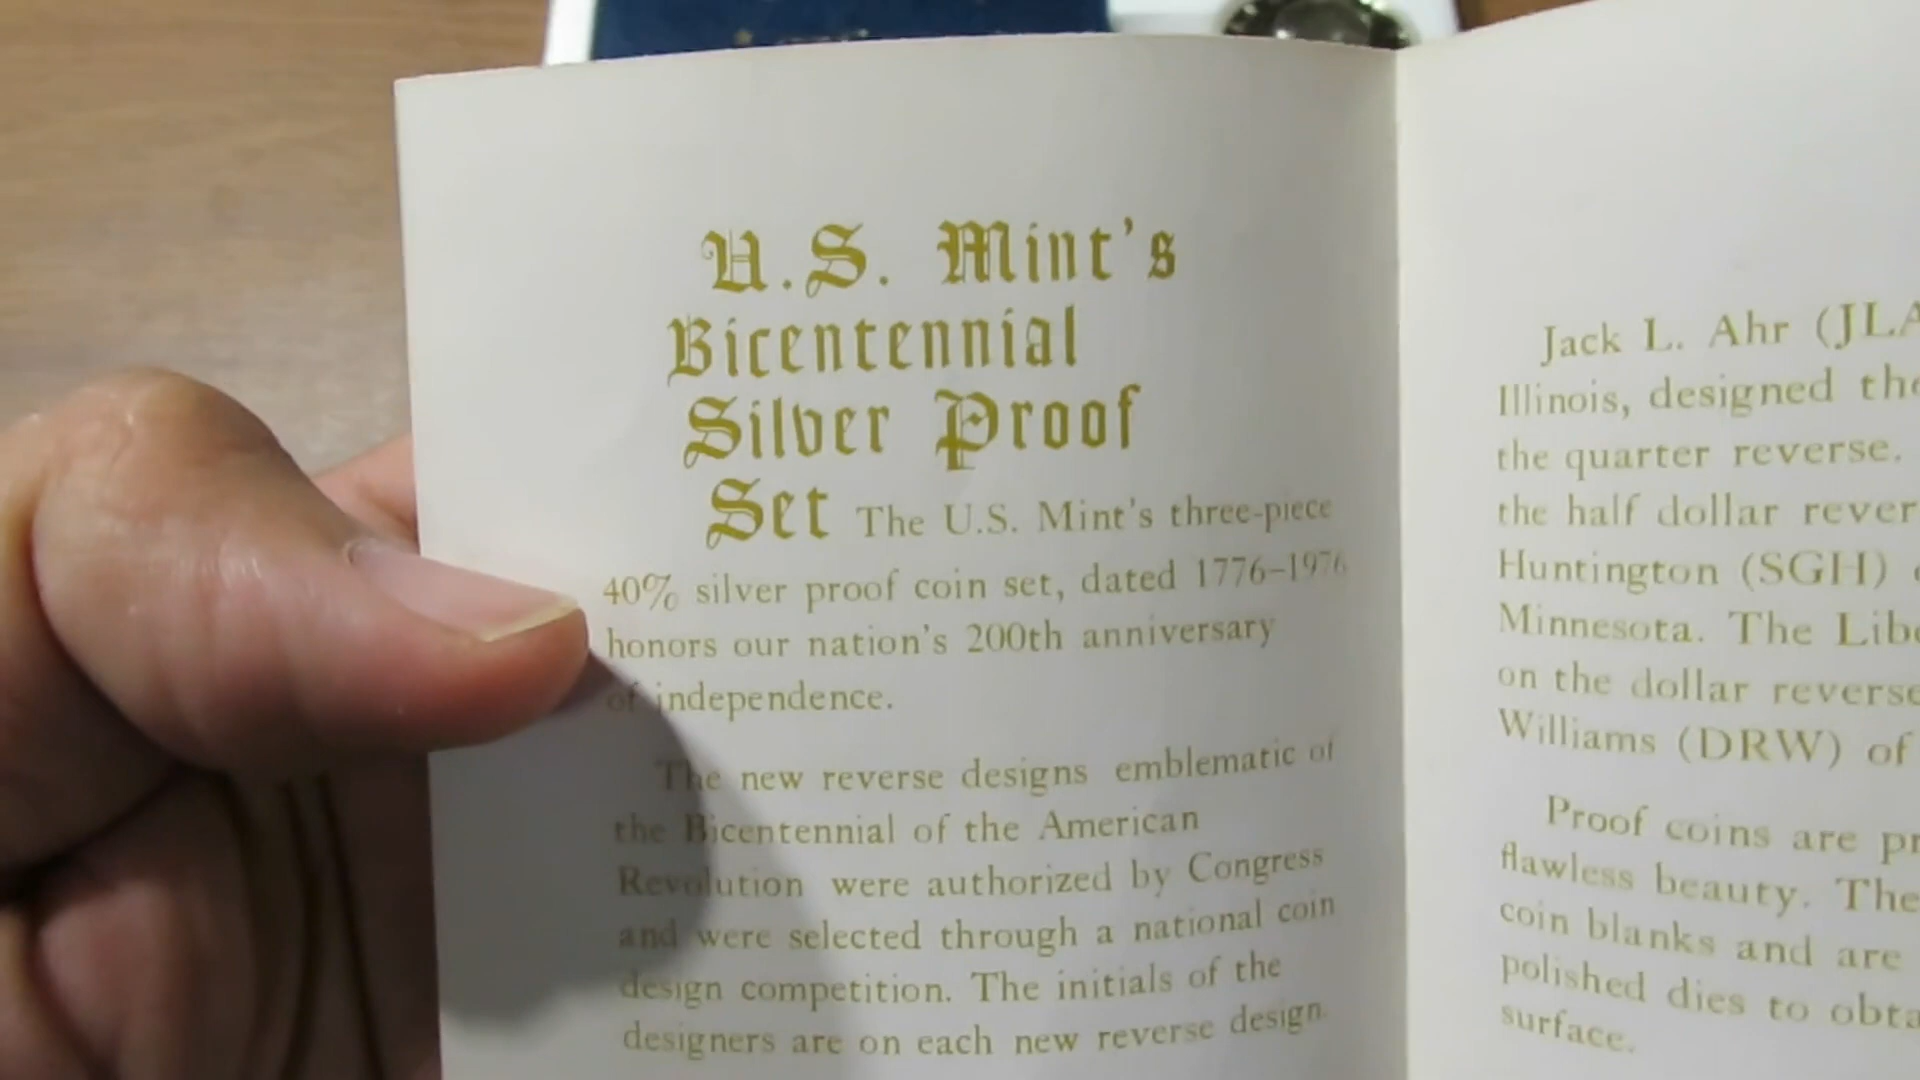 U.S. Mint's
Bicentennial
Silver Proof
Set The U.S. Mint's three-piece
40% silver proof coin set, dated 1776–1976
honors our nation's 200th anniversary
of independence.
The new reverse designs emblematic of
the Bicentennial of the American
Revolution were authorized by Congress
and were selected through a national coin
design competition. The initials of the
designers are on each new reverse design.
Jack L. Ahr (JLA
Illinois, designed
the quarter reverse.
the half dollar
Huntington (SGH)
Minnesota. The
on the dollar reverse
Williams (DRW) of
Proof coins are
flawless beauty. The
coin blanks and are
polished dies to
surface.